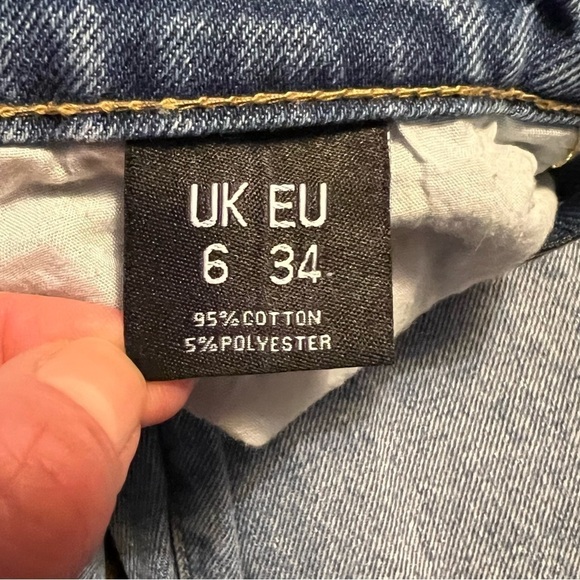 UK EU
6 34
95%COTTON
5%POLYESTER